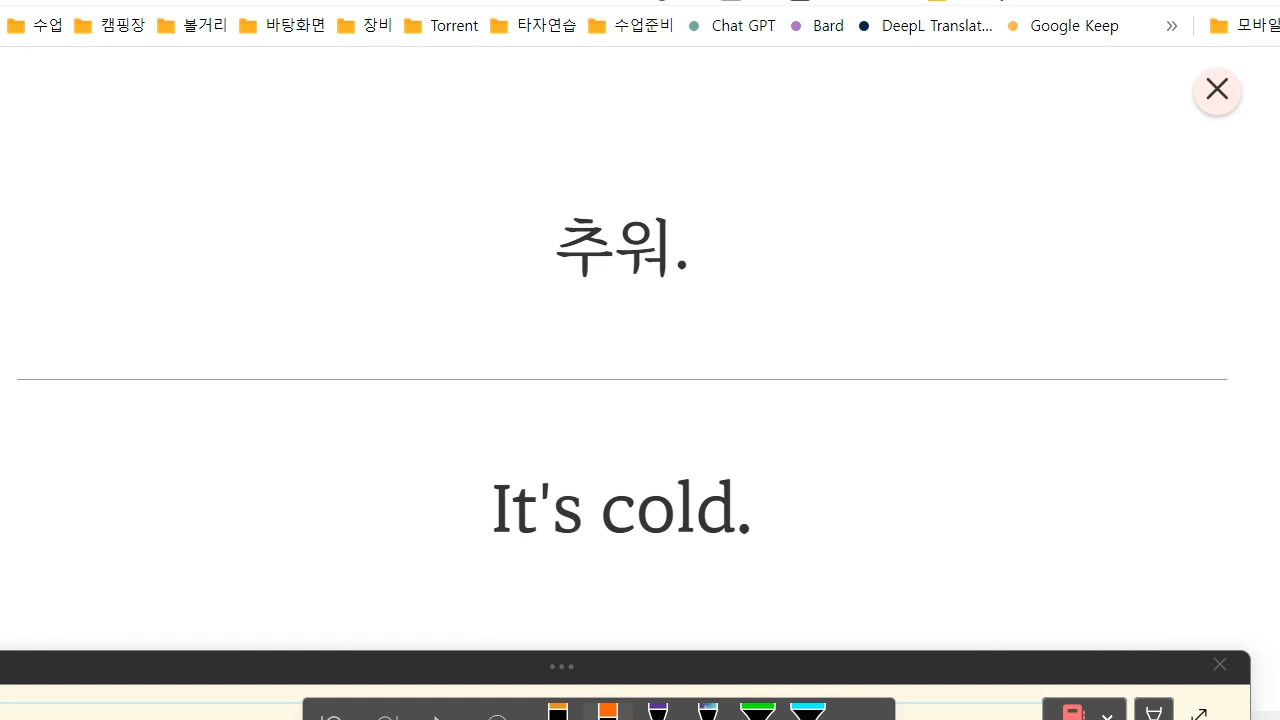 수업 캠핑장 볼거리 바탕화면 장비 Torrent 타자연습 수업준비 Chat GPT Bard DeepL Translat... Google Keep » 모바일
추워.
It's cold.